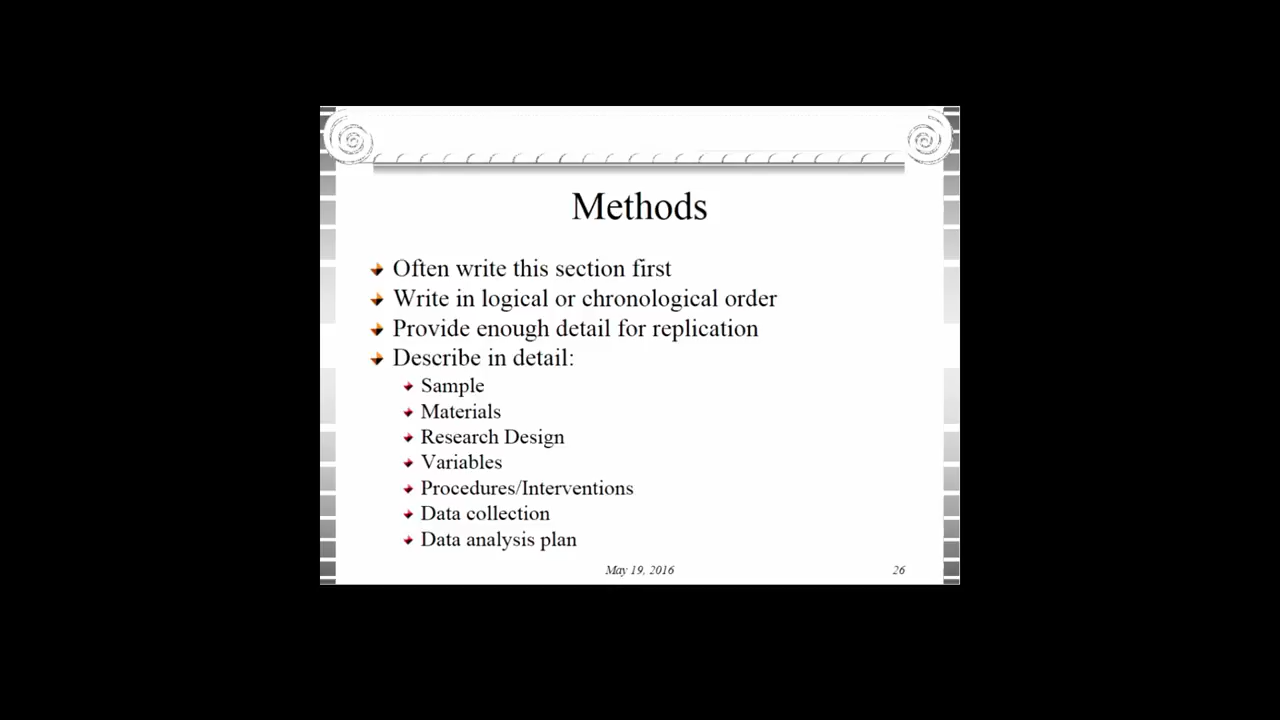 Methods
Often write this section first
Write in logical or chronological order
Provide enough detail for replication
Describe in detail:
Sample
Materials
Research Design
Variables
Procedures/Interventions
Data collection
Data analysis plan
May 19, 2016
26